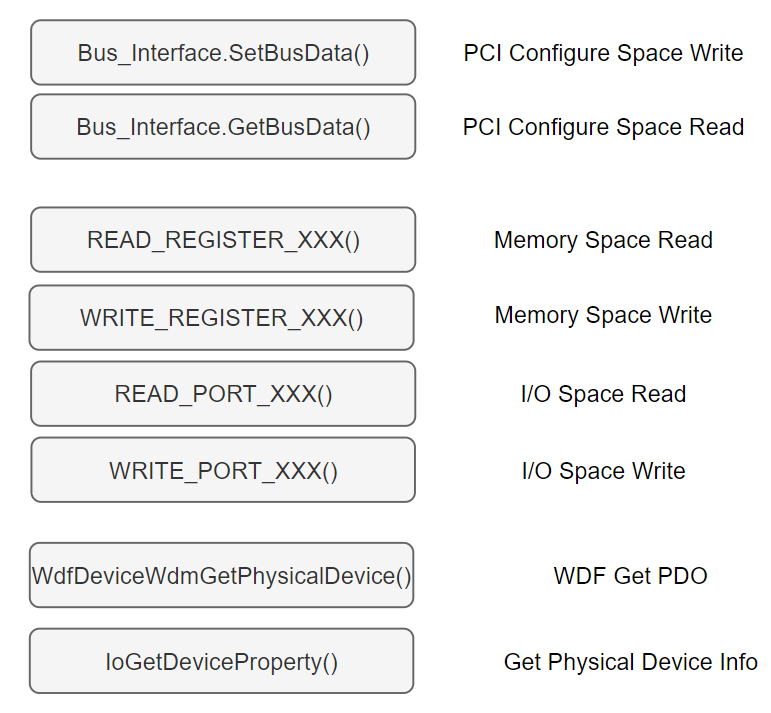 Bus_Interface.SetBusData() PCI Configure Space Write
Bus_Interface.GetBusData() PCI Configure Space Read
READ_REGISTER_XXX() Memory Space Read
WRITE_REGISTER_XXX() Memory Space Write
READ_PORT_XXX() I/O Space Read
WRITE_PORT_XXX() I/O Space Write
WdfDeviceWdmGetPhysicalDevice() WDF Get PDO
IoGetDeviceProperty() Get Physical Device Info